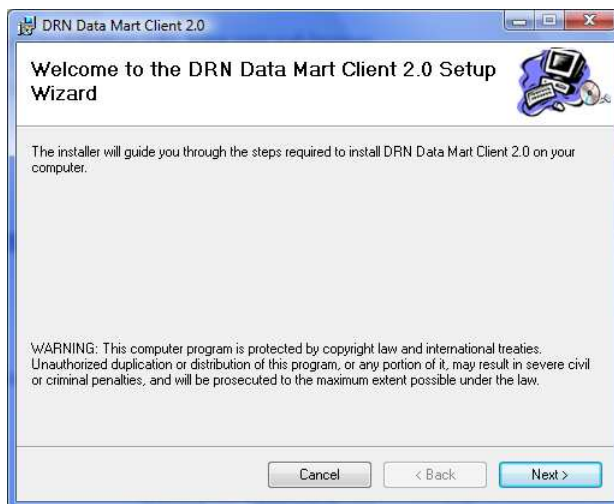 DRN Data Mart Client 2.0
Welcome to the DRN Data Mart Client 2.0 Setup
Wizard
The installer will guide you through the steps required to install DRN Data Mart Client 2.0 on your
computer.
WARNING: This computer program is protected by copyright law and international treaties.
Unauthorized duplication or distribution of this program, or any portion of it, may result in severe civil
or criminal penalties, and will be prosecuted to the maximum extent possible under the law.
Cancel
< Back
Next >